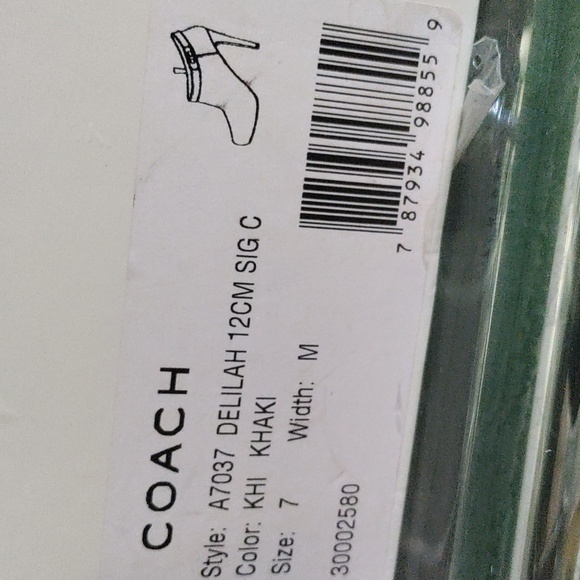 COACH
Style: A7037 DELILAH 12CM SIG C
Color: KHI KHAKI
Size: 7 Width: M
30002580
7 87934 98855 9